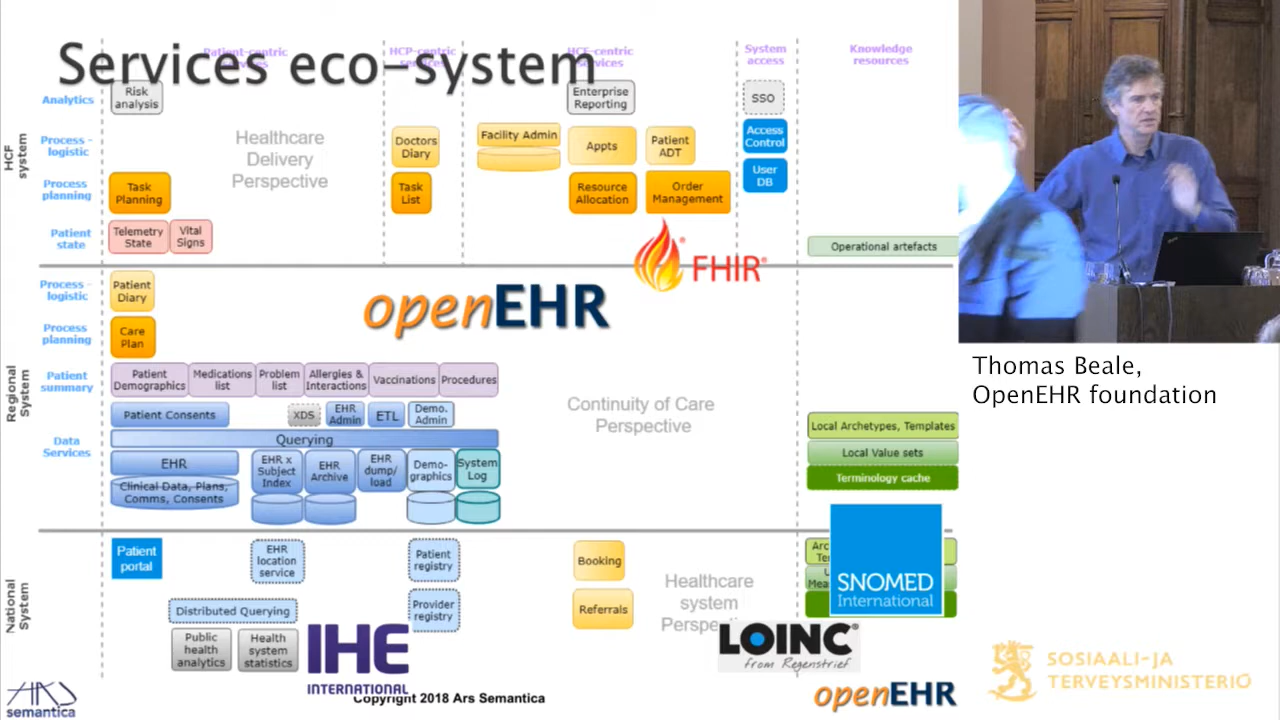 Services eco-system
Patient-centric
services
HCP-centric
services
HCF-centric
services
System
access
Knowledge
resources
HCF
system
Analytics
Risk
analysis
Enterprise
Reporting
SSO
Process -
logistic
Healthcare
Delivery
Perspective
Doctors
Diary
Facility Admin
Appts
Patient
ADT
Access
Control
Process
planning
Task
Planning
Task
List
Resource
Allocation
Order
Management
User
DB
Patient
state
Telemetry
State
Vital
Signs
FHIR®
Operational artefacts
Regional
System
Process -
logistic
Patient
Diary
openEHR
Process
planning
Care
Plan
Patient
summary
Patient
Demographics
Medications
list
Problem
list
Allergies &
Interactions
Vaccinations
Procedures
Continuity of Care
Perspective
Data
Services
Patient Consents
XDS
EHR
Admin
ETL
Demo.
Admin
Querying
EHR
Clinical Data, Plans,
Comms, Consents
EHR x
Subject
Index
EHR
Archive
EHR
dump/
load
Demo-
graphics
System
Log
Local Archetypes, Templates
Local Value sets
Terminology cache
National
System
Patient
portal
EHR
location
service
Patient
registry
Booking
Healthcare
system
Distributed Querying
Provider
registry
Referrals
Public
health
analytics
Health
system
statistics
SNOMED
International
IHE
INTERNATIONAL
LOINC®
from Regenstrief
ARS
semantica
Copyright 2018 Ars Semantica
openEHR
Thomas Beale,
OpenEHR foundation
SOSIAALI- JA
TERVEYSMINISTERIÖ